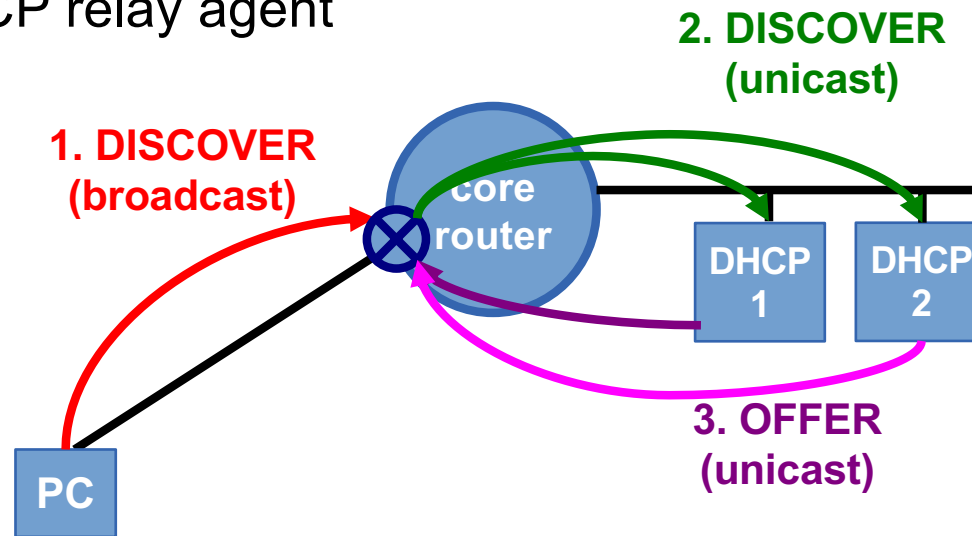 CP relay agent
2. DISCOVER
(unicast)
1. DISCOVER
(broadcast)
core
router
DHCP
1
DHCP
2
3. OFFER
(unicast)
PC